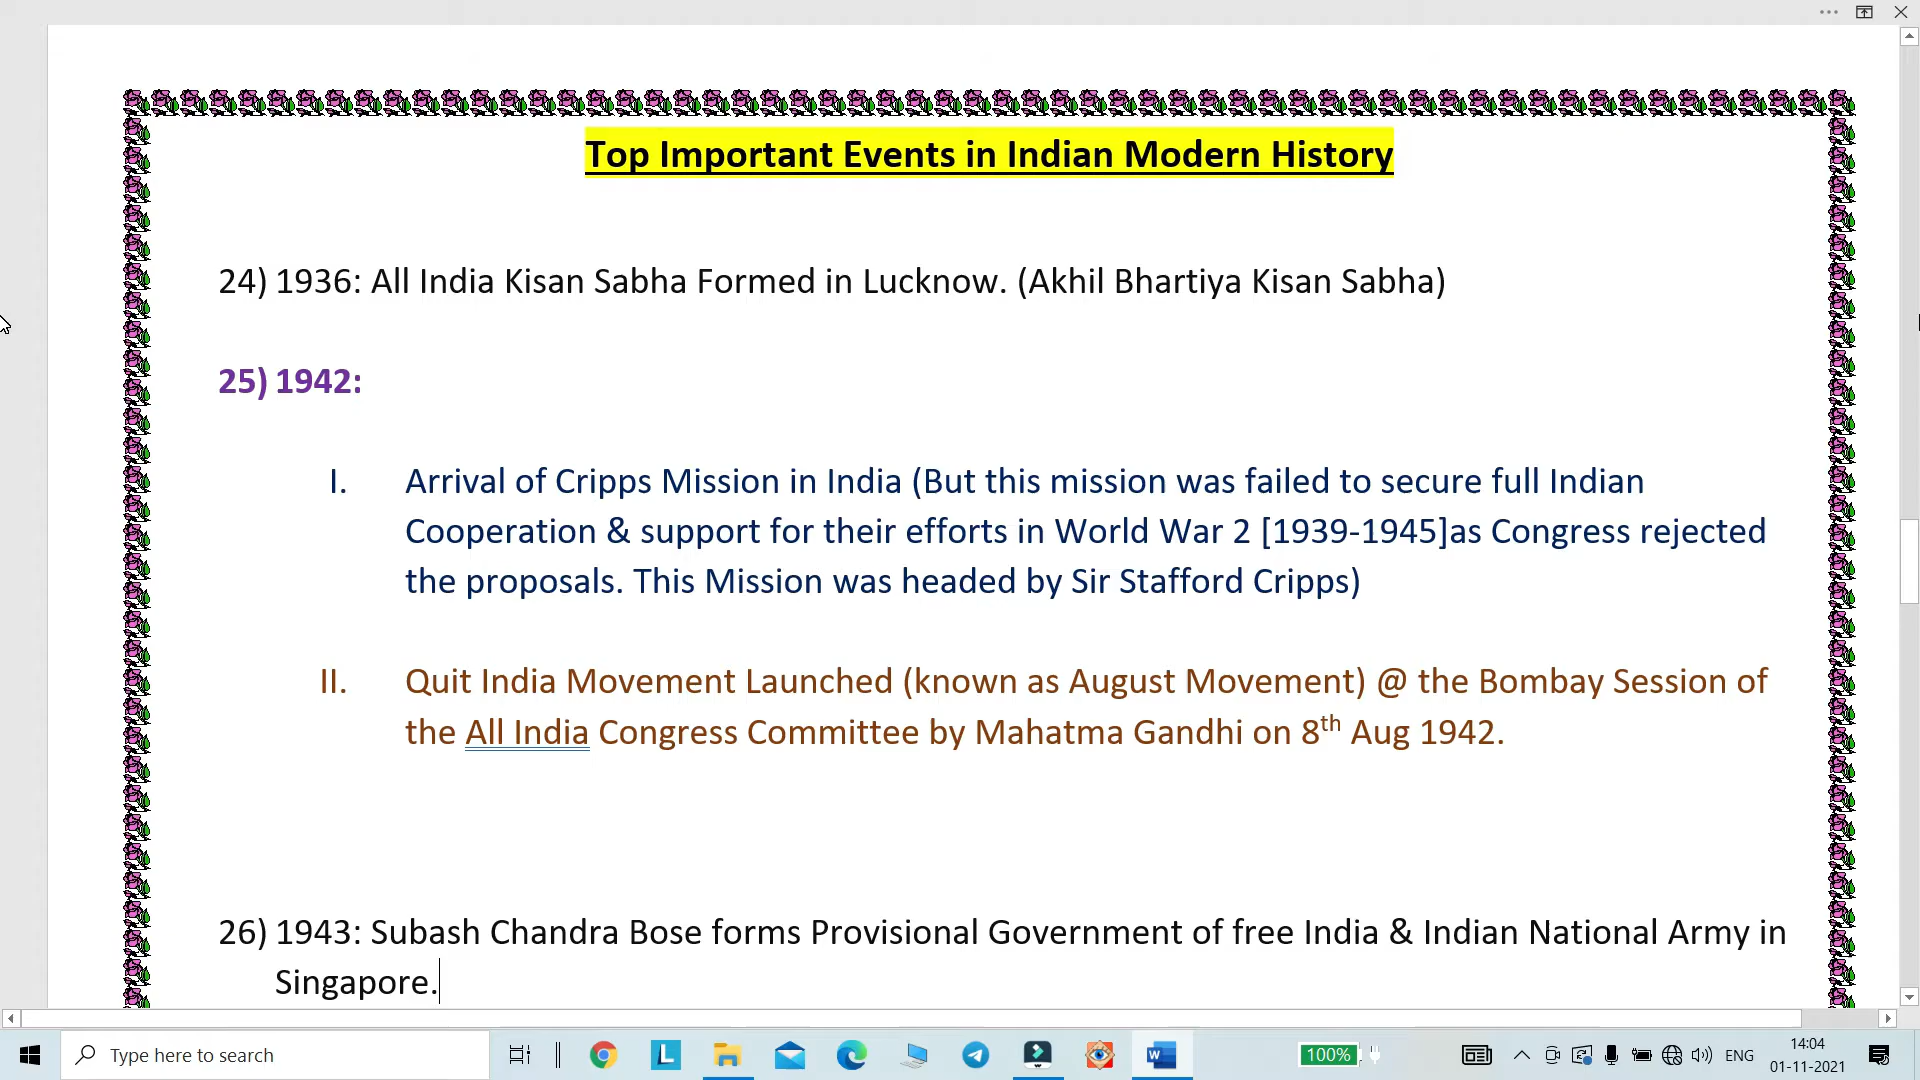 Top Important Events in Indian Modern History
24) 1936: All India Kisan Sabha Formed in Lucknow. (Akhil Bhartiya Kisan Sabha)
25) 1942:
I. Arrival of Cripps Mission in India (But this mission was failed to secure full Indian
Cooperation & support for their efforts in World War 2 [1939-1945]as Congress rejected
the proposals. This Mission was headed by Sir Stafford Cripps)
II. Quit India Movement Launched (known as August Movement) @ the Bombay Session of
the All India Congress Committee by Mahatma Gandhi on 8th Aug 1942.
26) 1943: Subash Chandra Bose forms Provisional Government of free India & Indian National Army in
Singapore.
Type here to search
L
W
100%
ENG
14:04
01-11-2021